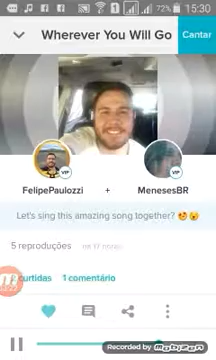 72% 15:30
Wherever You Will Go Cantar
VIP VIP
FelipePaulozzi + MenesesBR
Let's sing this amazing song together?
5 reproduções
curtidas 1 comentário
Recorded by mobizen